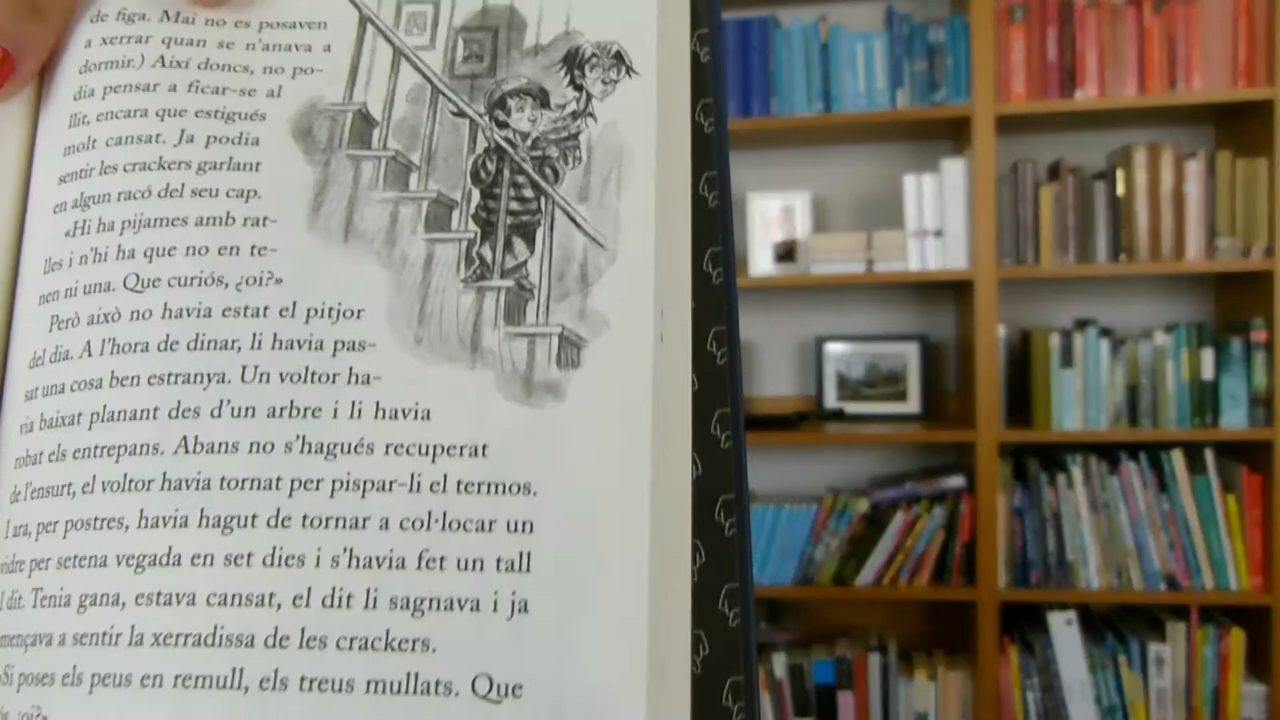 de figa. Mai no es posaven
a xerrar quan se n'anava a
dormir.) Així doncs, no po-
dia pensar a ficar-se al
llit, encara que estigués
molt cansat. Ja podia
sentir les crackers garlant
en algun racó del seu cap.
«Hi ha pijames amb rat-
lles i n'hi ha que no en te-
nen ni una. Que curiós, ¿oi?»
Però això no havia estat el pitjor
del dia. A l'hora de dinar, li havia pas-
sat una cosa ben estranya. Un voltor ha-
via baixat planant des d'un arbre i li havia
robat els entrepans. Abans no s'hagués recuperat
de l'ensurt, el voltor havia tornat per pispar-li el termos.
I ara, per postres, havia hagut de tornar a col·locar un
vidre per setena vegada en set dies i s'havia fet un tall
l dit. Tenia gana, estava cansat, el dit li sagnava i ja
mençava a sentir la xerradissa de les crackers.
Si poses els peus en remull, els treus mullats. Que
¿oi?»